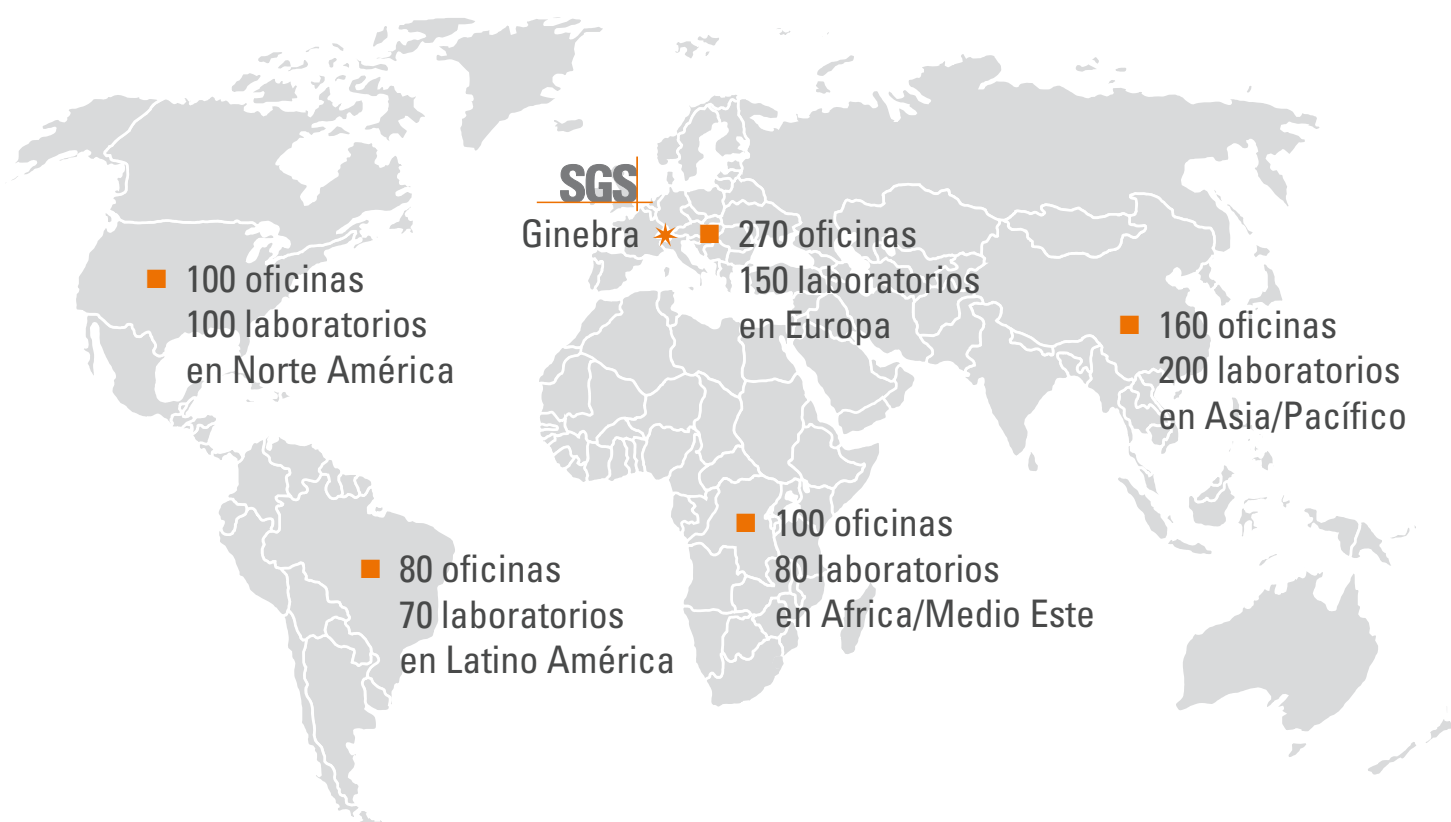 SGS
Ginebra
270 oficinas
150 laboratorios
en Europa
100 oficinas
100 laboratorios
en Norte América
160 oficinas
200 laboratorios
en Asia/Pacífico
100 oficinas
80 laboratorios
en Africa/Medio Este
80 oficinas
70 laboratorios
en Latino América